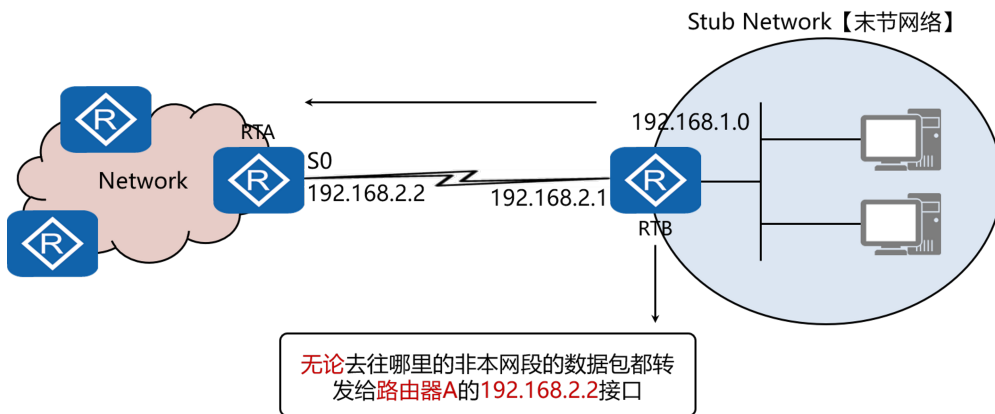 Stub Network【末节网络】
R
RTA
192.168.1.0
S0
Network
R
R
192.168.2.2
192.168.2.1
R
RTB
无论去往哪里的非本网段的数据包都转
发给路由器A的192.168.2.2接口